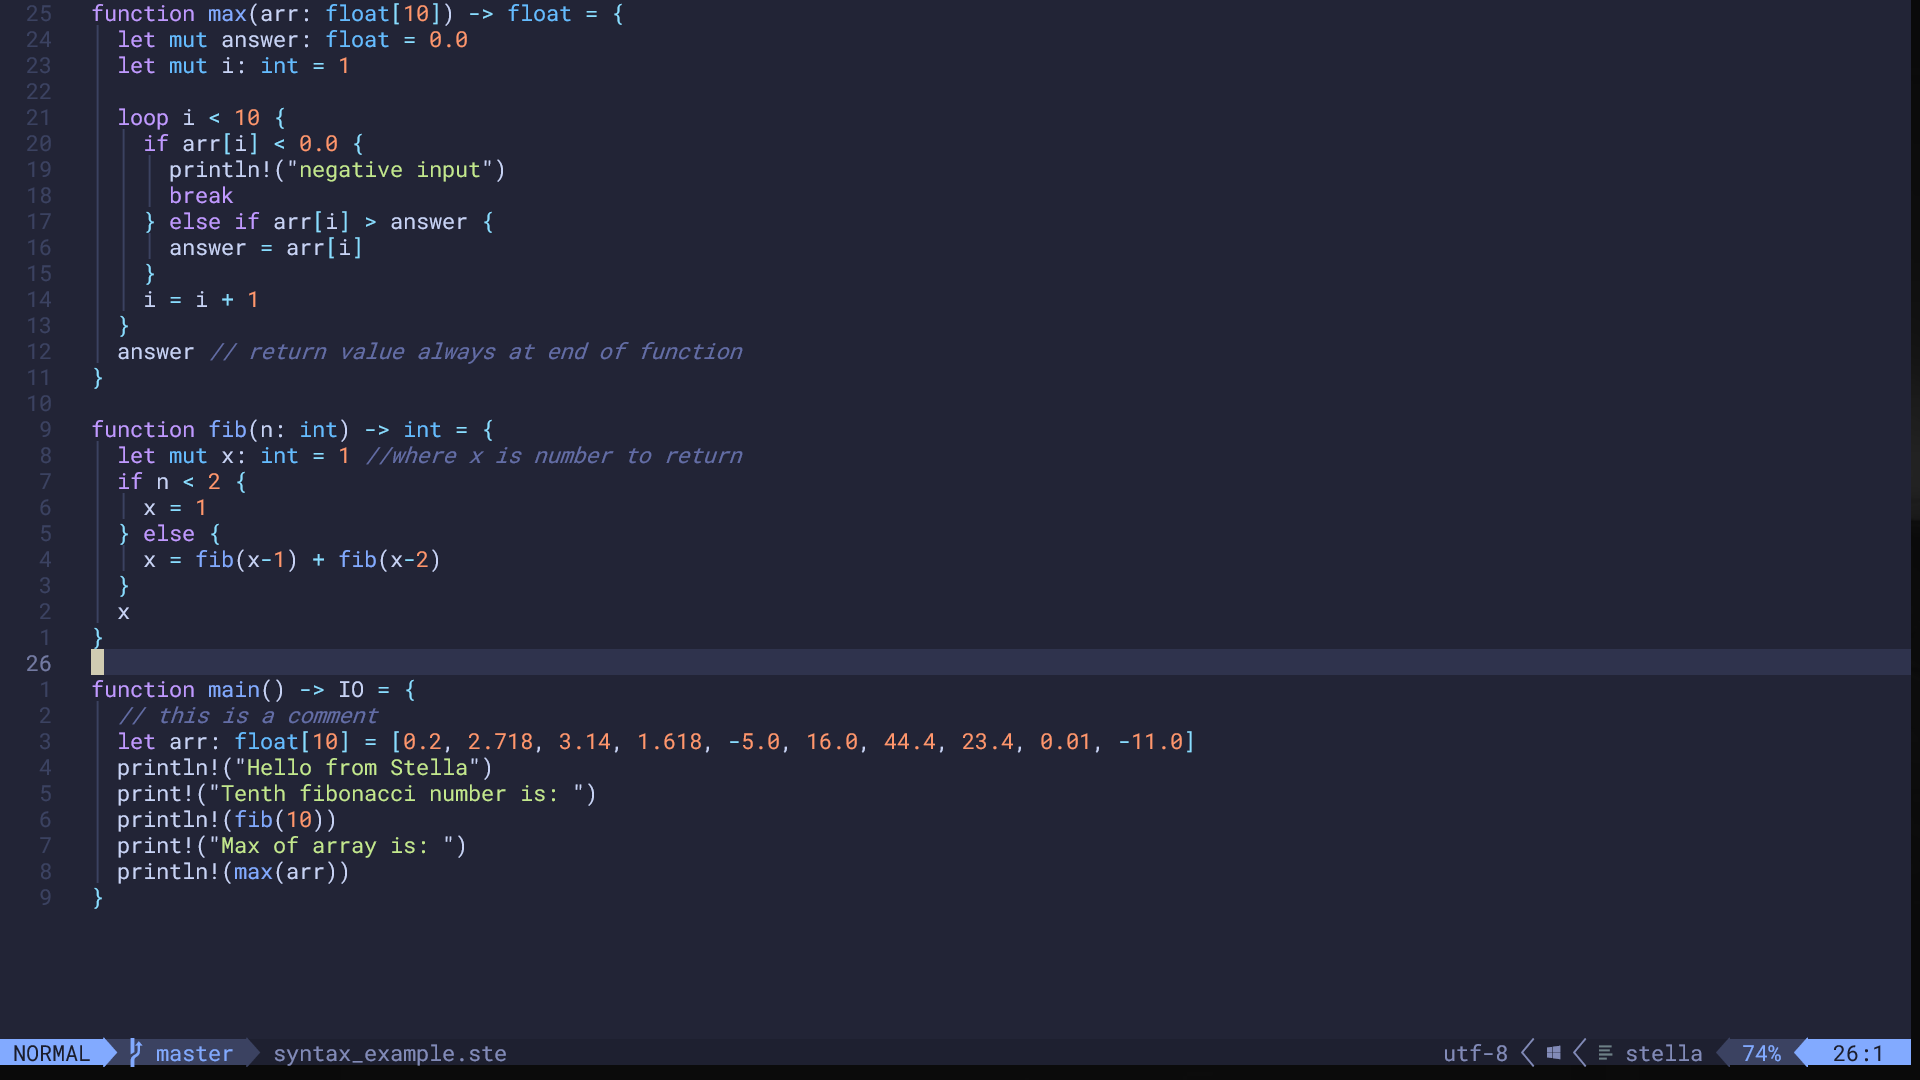 25 function max(arr: float[10]) -> float = {
24 let mut answer: float = 0.0
23 let mut i: int = 1
22
21 loop i < 10 {
20 if arr[i] < 0.0 {
19 println!("negative input")
18 break
17 } else if arr[i] > answer {
16 answer = arr[i]
15 }
14 i = i + 1
13 }
12 answer // return value always at end of function
11 }
10
9 function fib(n: int) -> int = {
8 let mut x: int = 1 //where x is number to return
7 if n < 2 {
6 x = 1
5 } else {
4 x = fib(x-1) + fib(x-2)
3 }
2 x
1 }
26
1 function main() -> IO = {
2 // this is a comment
3 let arr: float[10] = [0.2, 2.718, 3.14, 1.618, -5.0, 16.0, 44.4, 23.4, 0.01, -11.0]
4 println!("Hello from Stella")
5 print!("Tenth fibonacci number is: ")
6 println!(fib(10))
7 print!("Max of array is: ")
8 println!(max(arr))
9 }
NORMAL master syntax_example.ste utf-8 stella 74% 26:1